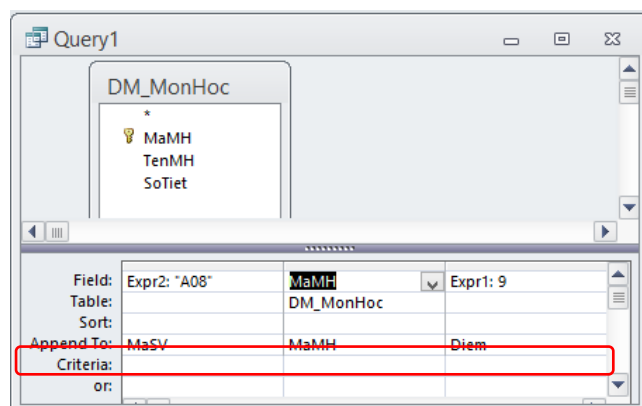 Query1
DM_MonHoc
*
MaMH
TenMH
SoTiet
Field: Expr2: "A08" MaMH Expr1: 9
Table: DM_MonHoc
Sort:
Append To: MaSV MaMH Diem
Criteria:
or: